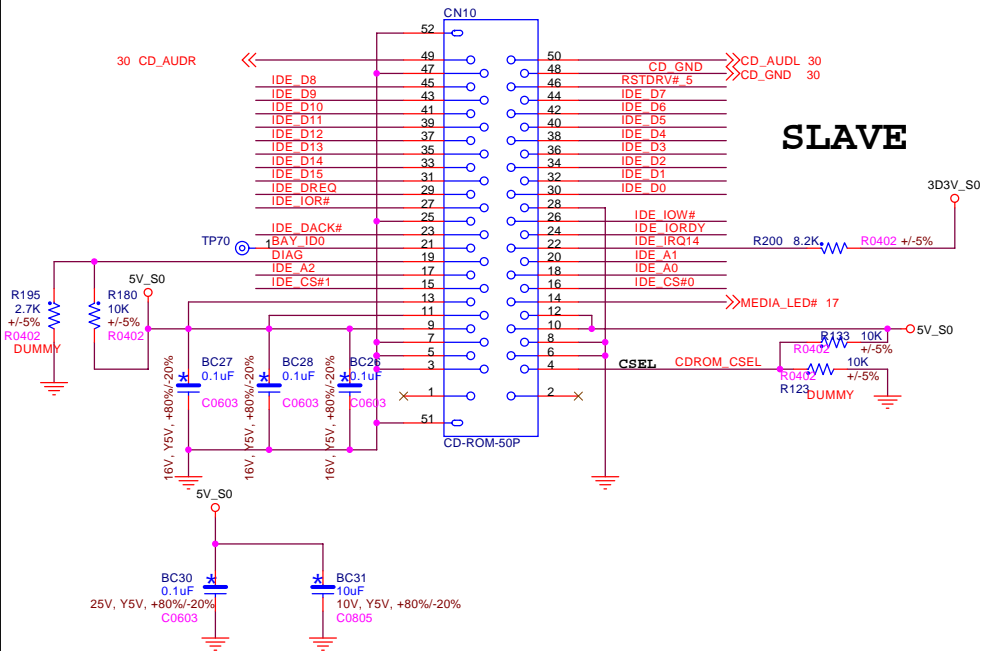 CN10
52
30 CD_AUDR 49 50 CD_AUDL 30
47 48 CD_GND CD_GND 30
IDE_D8 45 46 RSTDRV#_5
IDE_D9 43 44 IDE_D7
IDE_D10 41 42 IDE_D6
IDE_D11 39 40 IDE_D5
IDE_D12 37 38 IDE_D4
SLAVE
IDE_D13 35 36 IDE_D3
IDE_D14 33 34 IDE_D2
IDE_D15 31 32 IDE_D1
IDE_DREQ 29 30 IDE_D0
3D3V_S0
IDE_IOR# 27 28
25 26 IDE_IOW#
IDE_DACK# 23 24 IDE_IORDY
TP70 1 BAY_ID0 21 22 IDE_IRQ14 R200 8.2K R0402 +/-5%
DIAG 19 20 IDE_A1
IDE_A2 17 18 IDE_A0
5V_S0
IDE_CS#1 15 16 IDE_CS#0
R195
2.7K
+/-5%
R0402
DUMMY
R180
10K
+/-5%
R0402
13 14 MEDIA_LED# 17
11 12
9 10 5V_S0
7 8
R133 10K
R0402 +/-5%
5 6
3 4 CSEL CDROM_CSEL
10K
R0402 +/-5%
R123
DUMMY
BC27
0.1uF
C0603
16V, Y5V, +80%/-20%
BC28
0.1uF
C0603
16V, Y5V, +80%/-20%
BC26
0.1uF
C0603
16V, Y5V, +80%/-20%
1 2
51
CD-ROM-50P
5V_S0
BC30
0.1uF
25V, Y5V, +80%/-20%
C0603
BC31
10uF
10V, Y5V, +80%/-20%
C0805